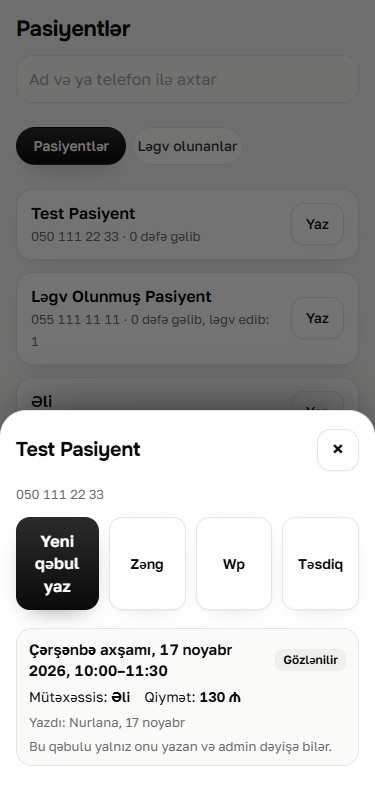 Pasiyentlər
Ad və ya telefon ilə axtar
Pasiyentlər
Ləğv olunanlar
Test Pasiyent
050 111 22 33 · 0 dəfə gəlib
Yaz
Ləğv Olunmuş Pasiyent
055 111 11 11 · 0 dəfə gəlib, ləğv edib:
1
Yaz
Əli
Test Pasiyent
×
050 111 22 33
Yeni
qəbul
yaz
Zəng
Wp
Təsdiq
Çərşənbə axşamı, 17 noyabr
2026, 10:00–11:30
Gözlənilir
Mütəxəssis: Əli Qiymət: 130 ₼
Yazdı: Nurlana, 17 noyabr
Bu qəbulu yalnız onu yazan və admin dəyişə bilər.